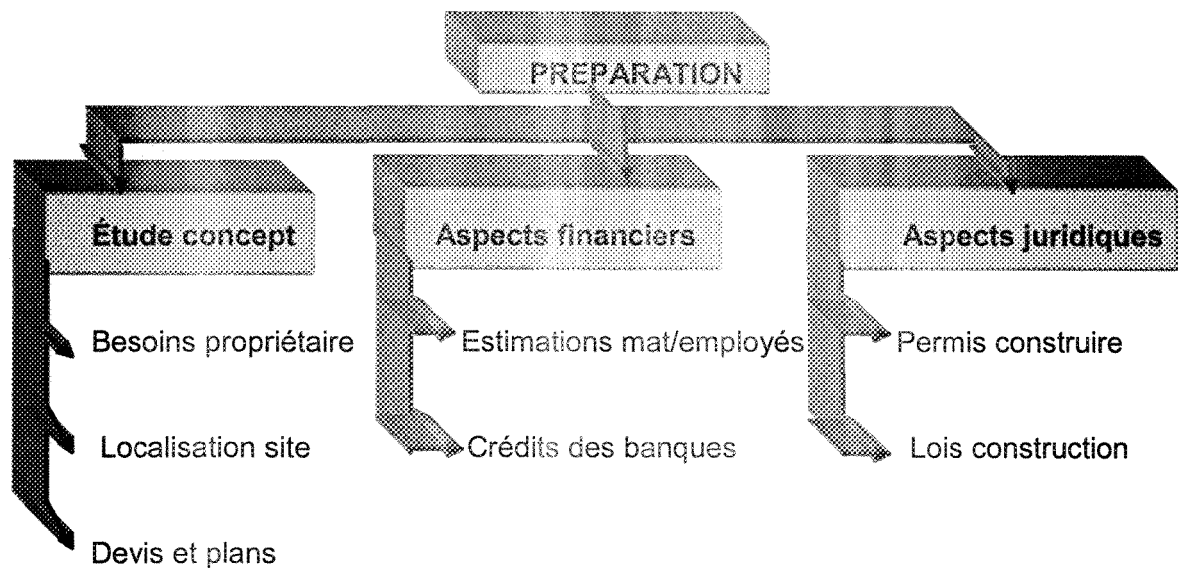 PREPARATION
Étude concept
Besoins propriétaire
Localisation site
Devis et plans
Aspects financiers
Estimations mat/employés
Crédits des banques
Aspects juridiques
Permis construire
Lois construction